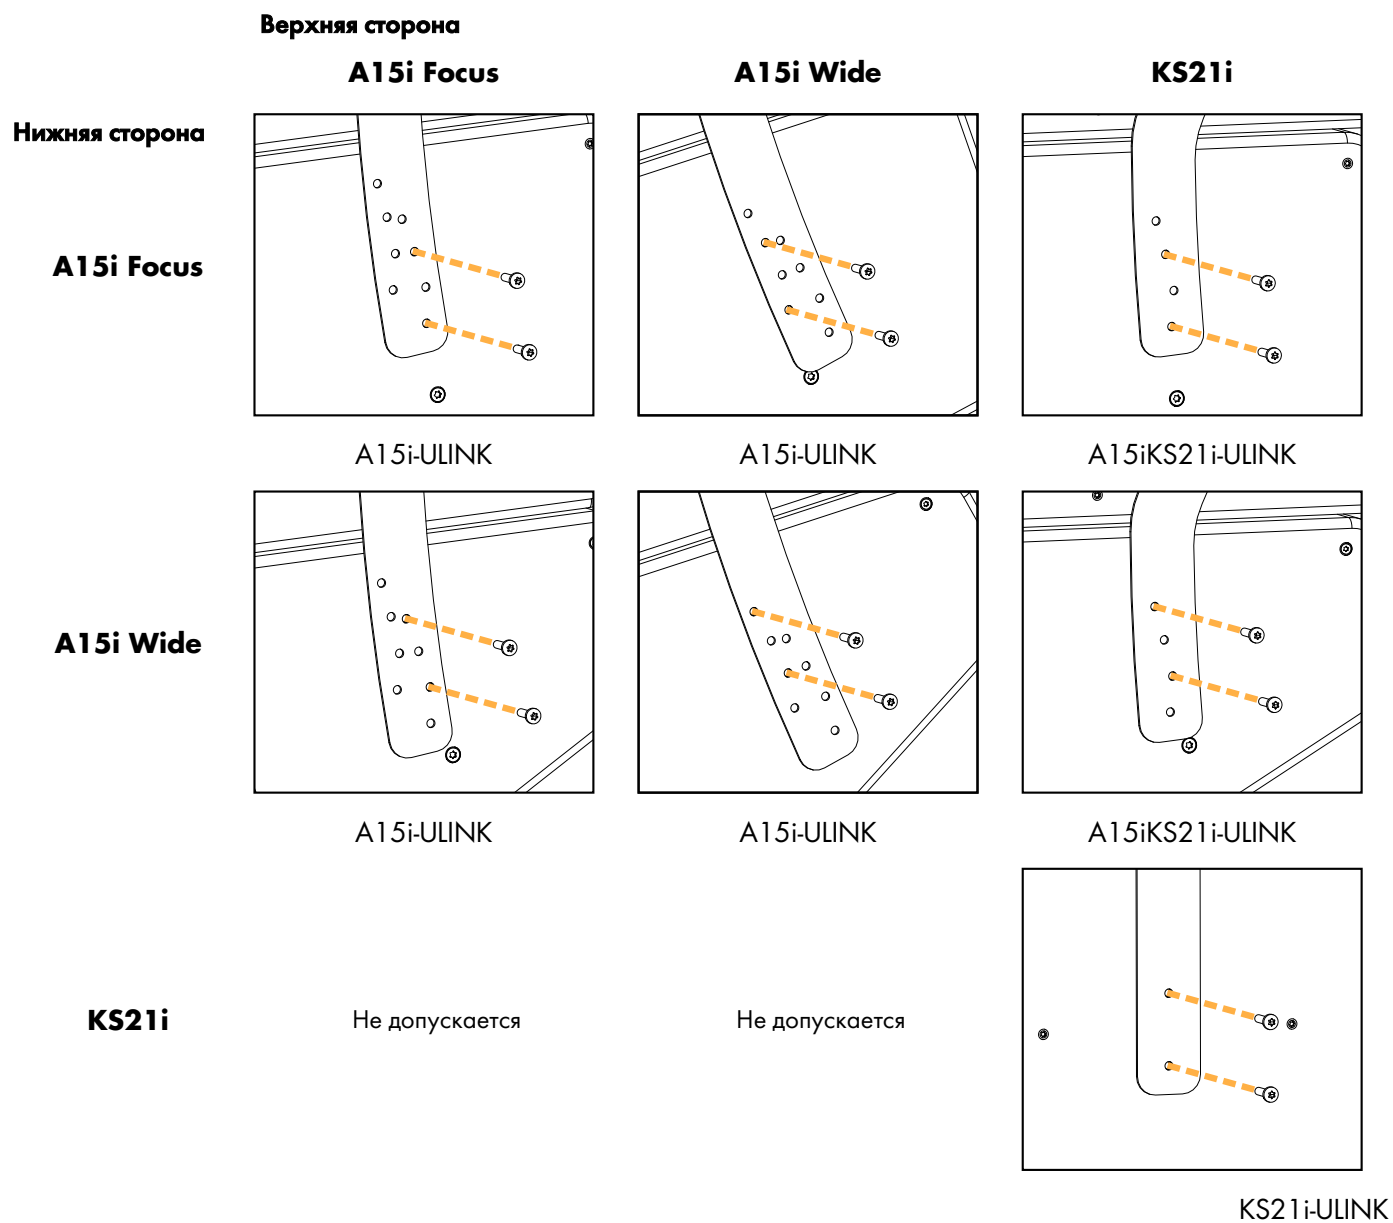 Верхняя сторона
A15i Focus A15i Wide KS21i
Нижняя сторона
A15i Focus
A15i-ULINK A15i-ULINK A15iKS21i-ULINK
A15i Wide
A15i-ULINK A15i-ULINK A15iKS21i-ULINK
KS21i Не допускается Не допускается
KS21i-ULINK